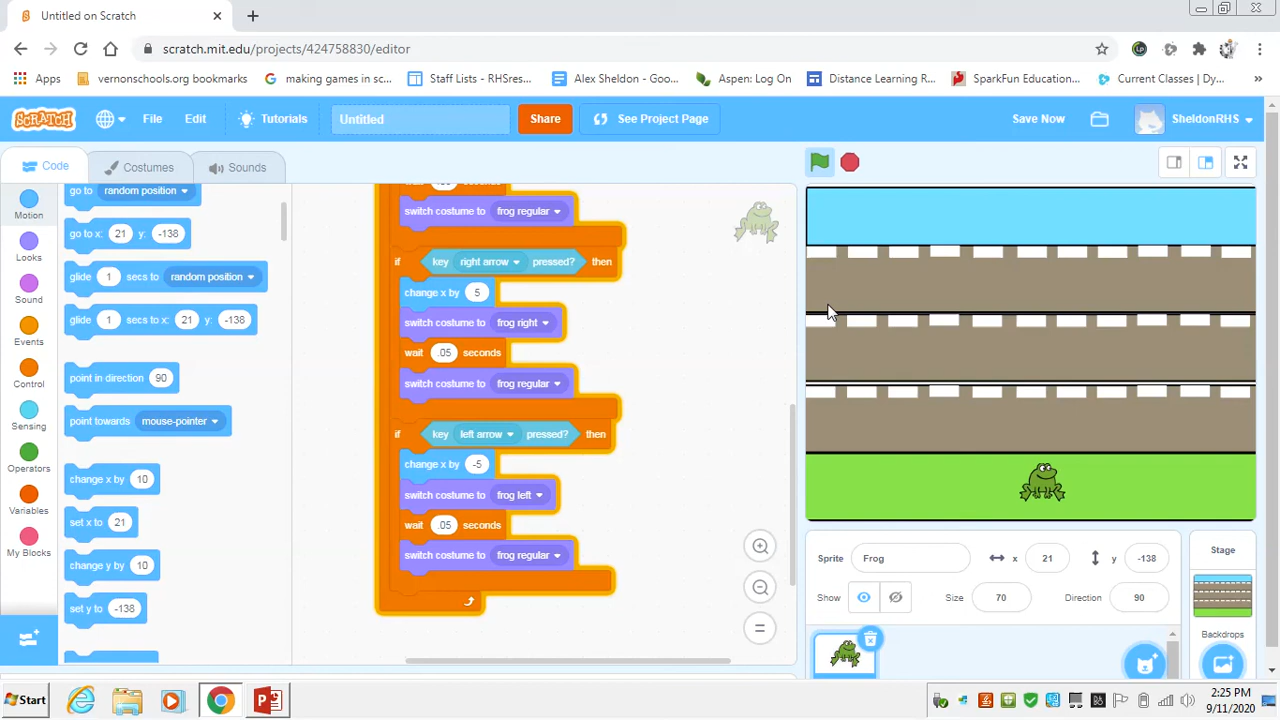 Untitled on Scratch
scratch.mit.edu/projects/424758830/editor
Apps vernonschools.org bookmarks making games in sc... Staff Lists - RHSres... Alex Sheldon - Goo... Aspen: Log On Distance Learning R... SparkFun Education... Current Classes | Dy... »
SCRATCH File Edit Tutorials Untitled Share See Project Page Save Now SheldonRHS
Code Costumes Sounds
Motion
Looks
Sound
Events
Control
Sensing
Operators
Variables
My Blocks
go to random position
go to x: 21 y: -138
glide 1 secs to random position
glide 1 secs to x: 21 y: -138
point in direction 90
point towards mouse-pointer
change x by 10
set x to 21
change y by 10
set y to -138
switch costume to frog regular
if key right arrow pressed? then
change x by 5
switch costume to frog right
wait .05 seconds
switch costume to frog regular
if key left arrow pressed? then
change x by -5
switch costume to frog left
wait .05 seconds
switch costume to frog regular
Sprite Frog x 21 y -138
Show Size 70 Direction 90
Stage
Backdrops
Start
2:25 PM
9/11/2020